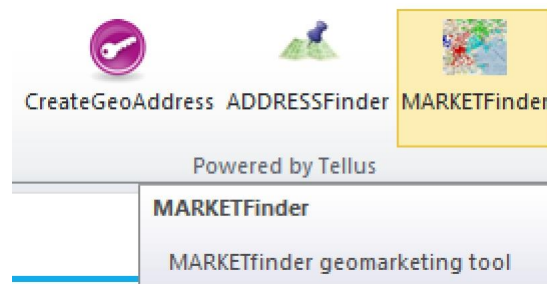 CreateGeoAddress ADDRESSFinder MARKETFinder
Powered by Tellus
MARKETFinder
MARKETfinder geomarketing tool